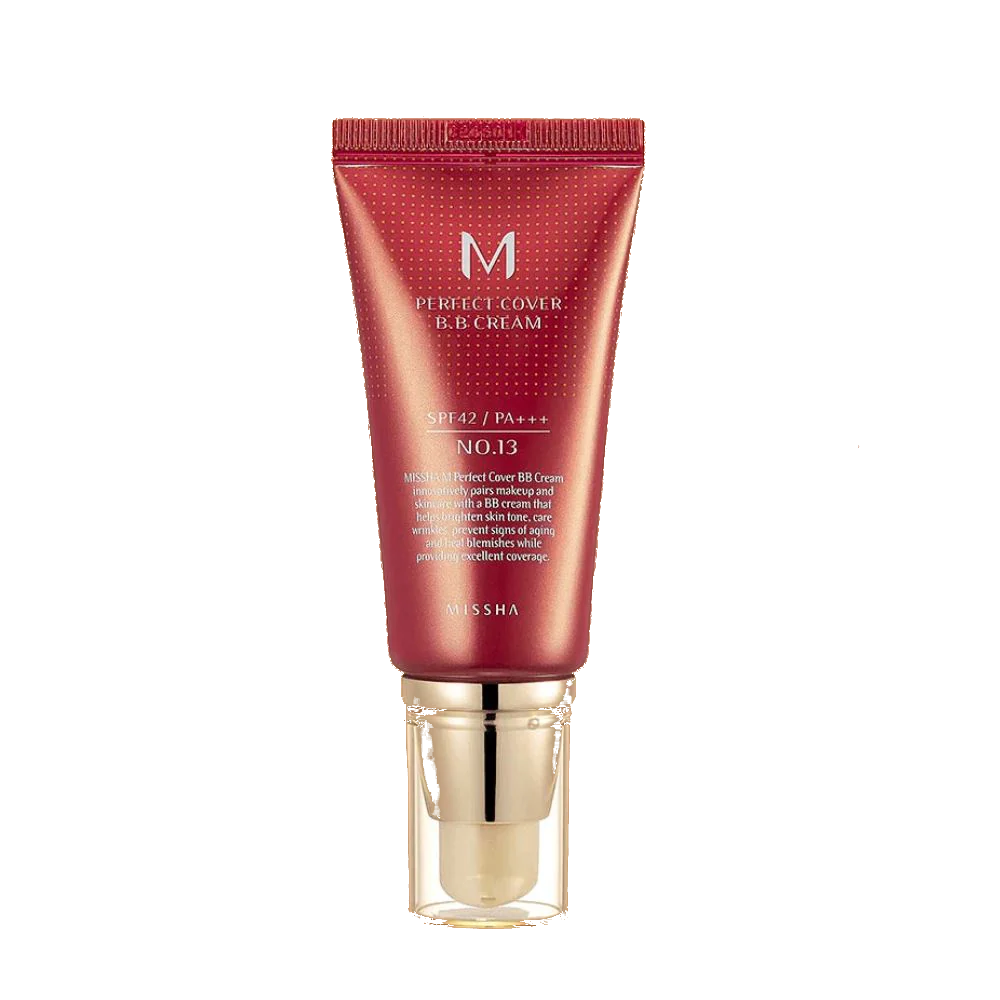 M
PERFECT COVER
B.B CREAM
SPF42 / PA+++
NO.13
MISSHA M Perfect Cover BB Cream
innovatively pairs makeup and
skincare with a BB cream that
helps brighten skin tone, care
wrinkles, prevent signs of aging
and heal blemishes while
providing excellent coverage.
MISSHA